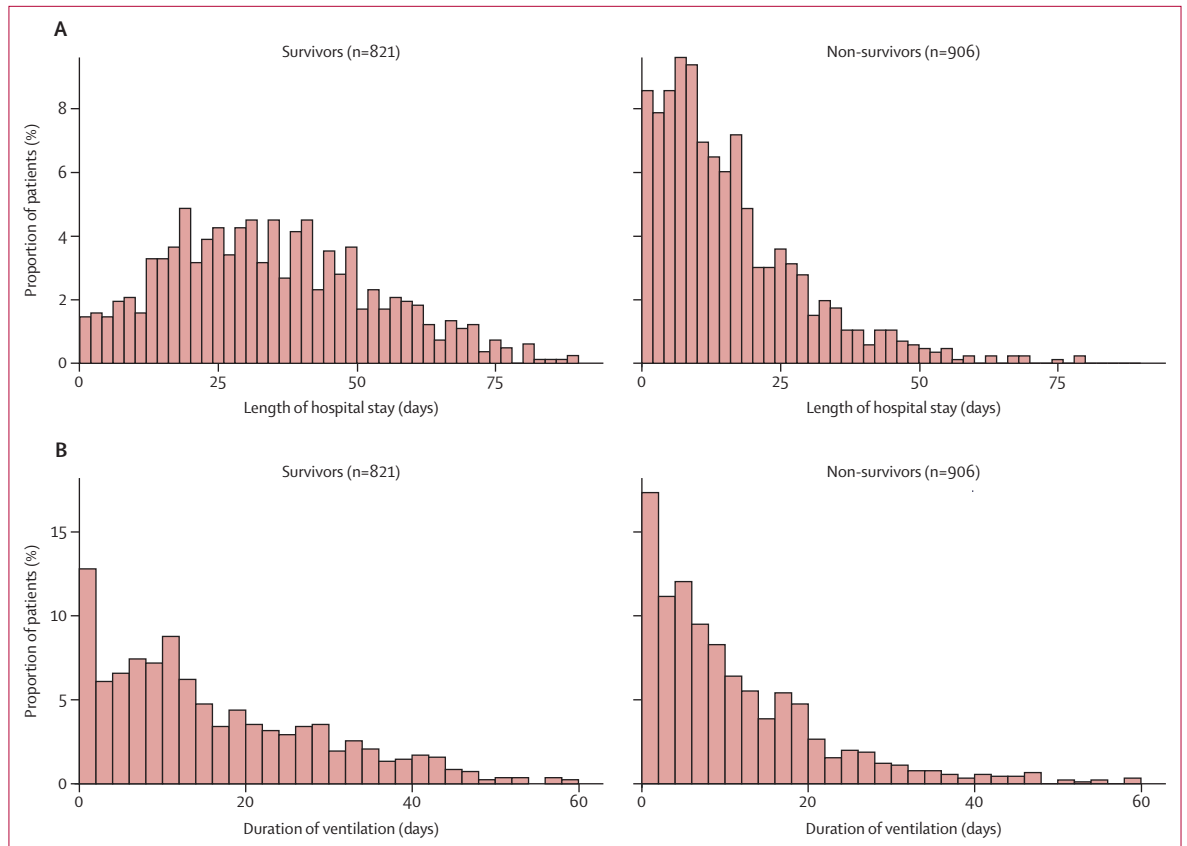 A
Survivors (n=821)
Non-survivors (n=906)
Proportion of patients (%)
8
6
4
2
0
0 25 50 75
0 25 50 75
Length of hospital stay (days)
Length of hospital stay (days)
B
Survivors (n=821)
Non-survivors (n=906)
Proportion of patients (%)
15
10
5
0
0 20 40 60
0 20 40 60
Duration of ventilation (days)
Duration of ventilation (days)